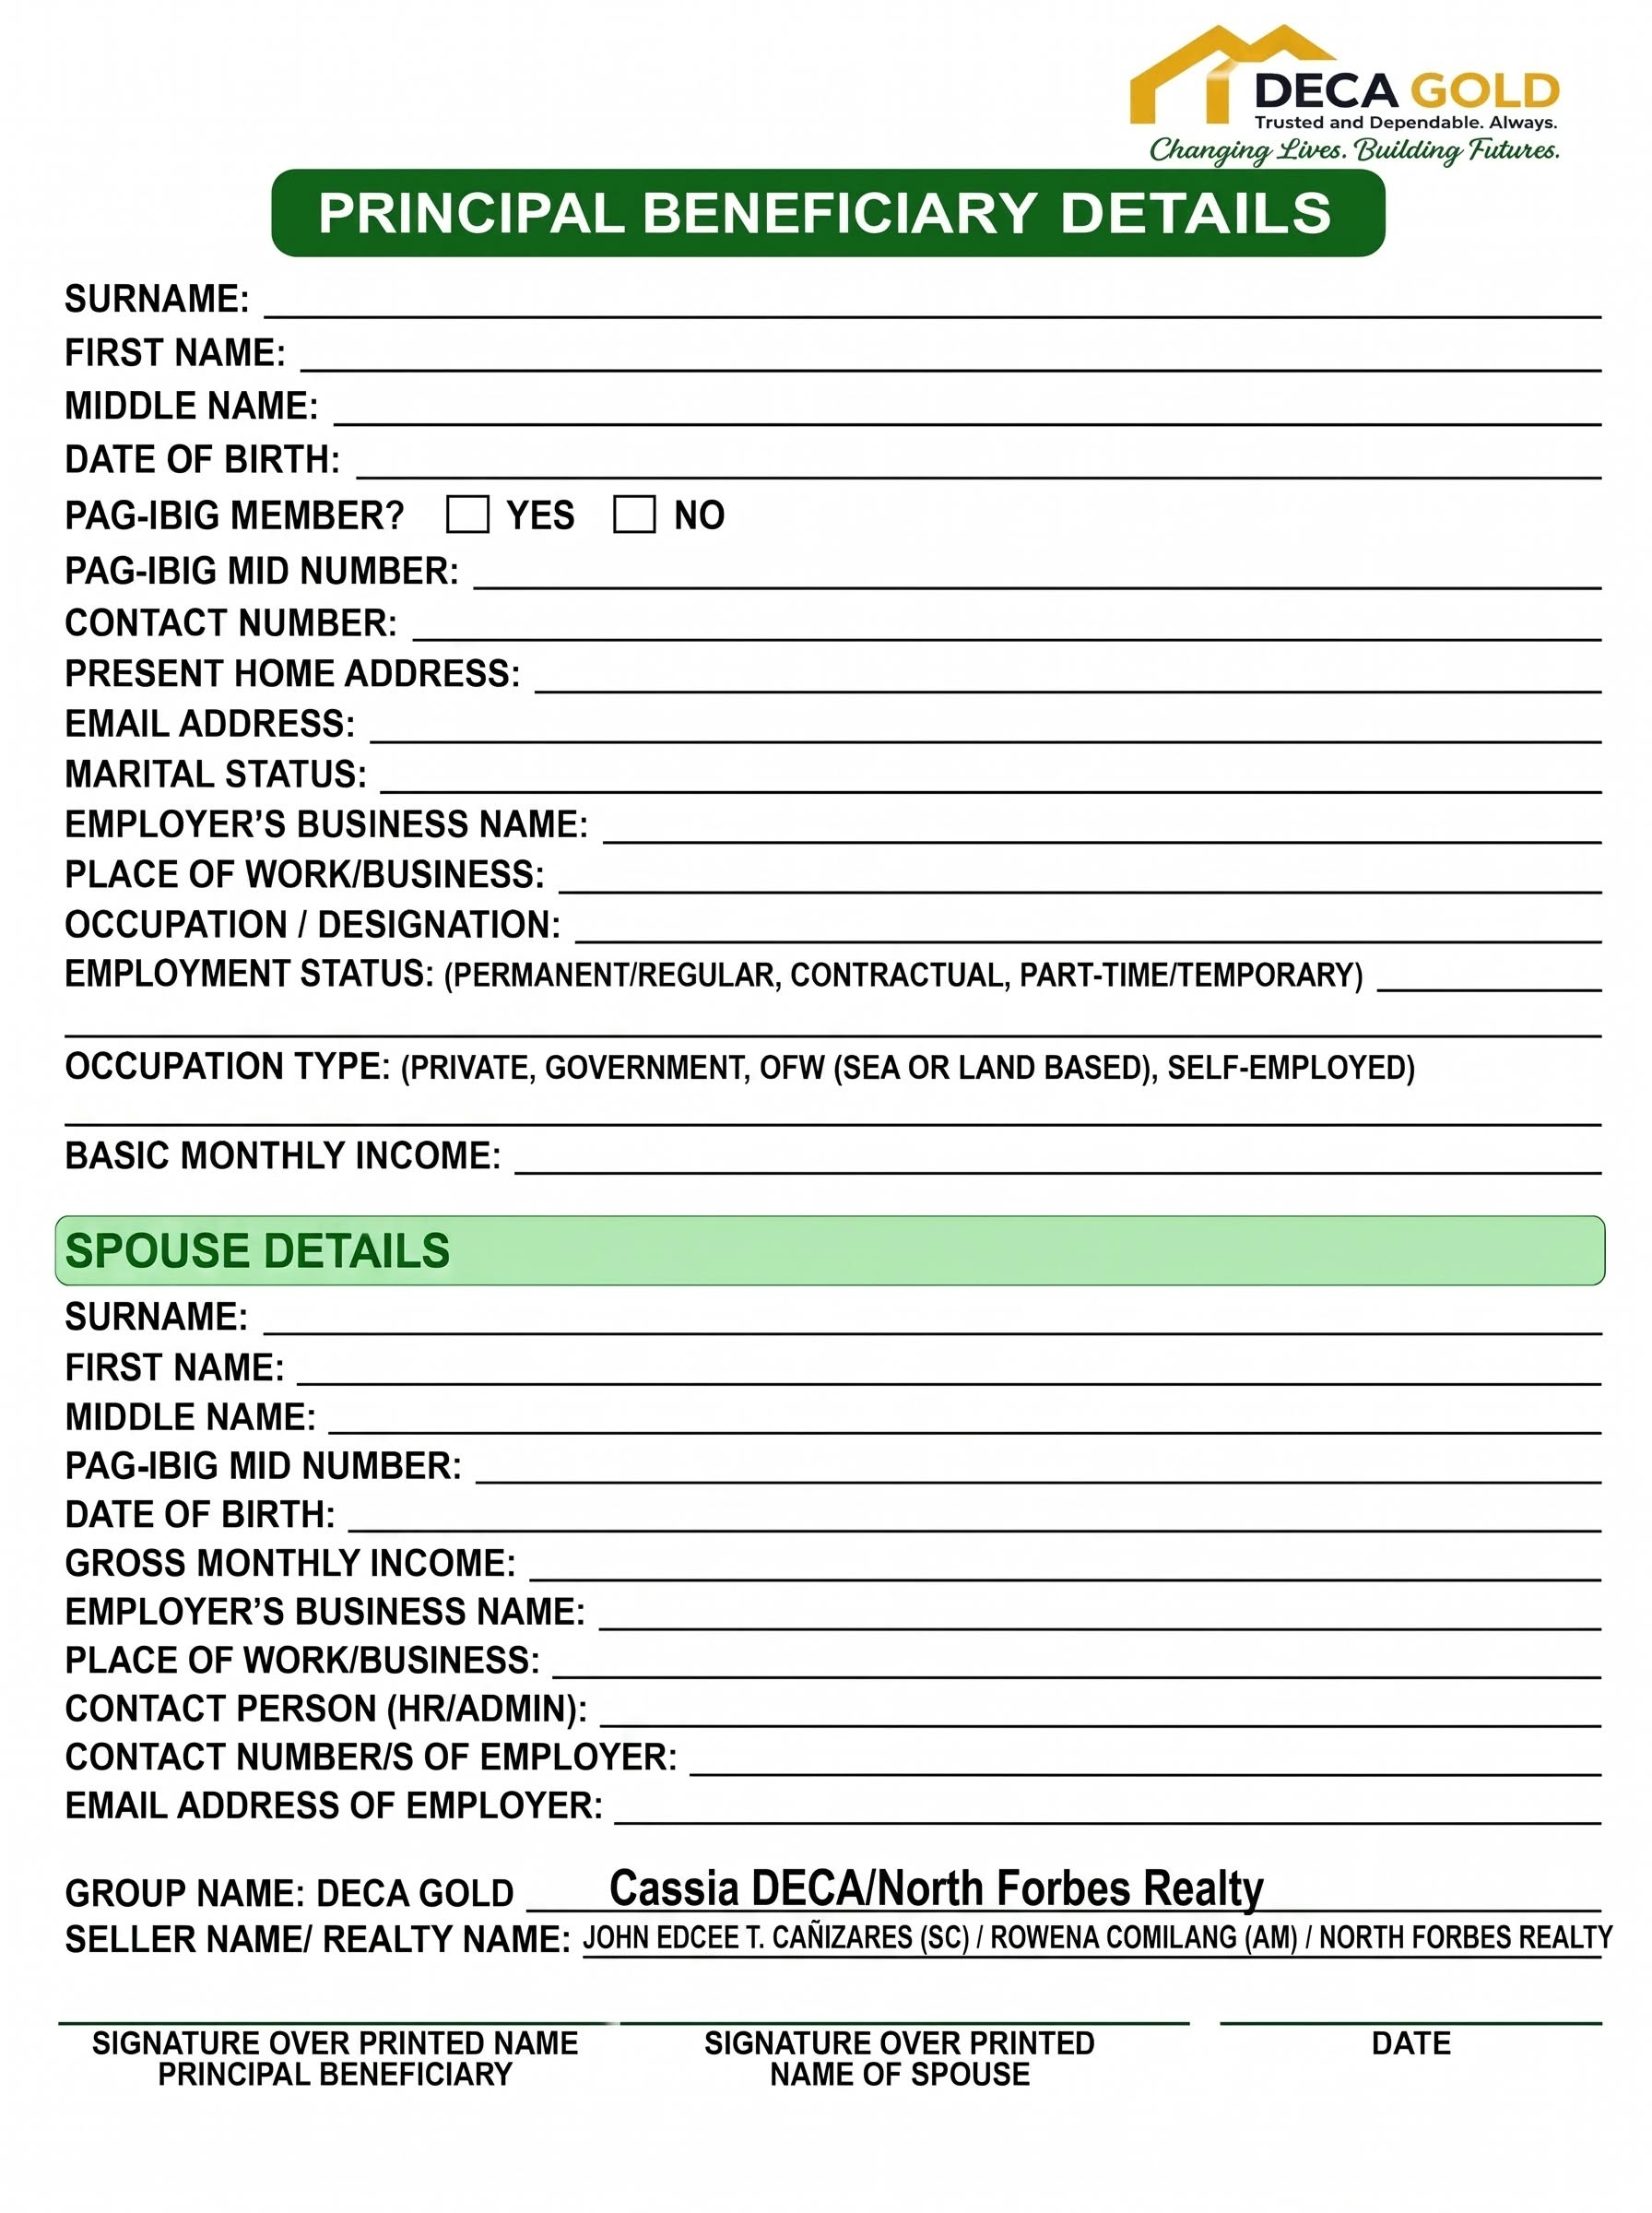 DECA GOLD
Trusted and Dependable. Always.
Changing Lives. Building Futures.
PRINCIPAL BENEFICIARY DETAILS
SURNAME:
FIRST NAME:
MIDDLE NAME:
DATE OF BIRTH:
PAG-IBIG MEMBER? YES NO
PAG-IBIG MID NUMBER:
CONTACT NUMBER:
PRESENT HOME ADDRESS:
EMAIL ADDRESS:
MARITAL STATUS:
EMPLOYER’S BUSINESS NAME:
PLACE OF WORK/BUSINESS:
OCCUPATION / DESIGNATION:
EMPLOYMENT STATUS: (PERMANENT/REGULAR, CONTRACTUAL, PART-TIME/TEMPORARY)
OCCUPATION TYPE: (PRIVATE, GOVERNMENT, OFW (SEA OR LAND BASED), SELF-EMPLOYED)
BASIC MONTHLY INCOME:
SPOUSE DETAILS
SURNAME:
FIRST NAME:
MIDDLE NAME:
PAG-IBIG MID NUMBER:
DATE OF BIRTH:
GROSS MONTHLY INCOME:
EMPLOYER’S BUSINESS NAME:
PLACE OF WORK/BUSINESS:
CONTACT PERSON (HR/ADMIN):
CONTACT NUMBER/S OF EMPLOYER:
EMAIL ADDRESS OF EMPLOYER:
GROUP NAME: DECA GOLD Cassia DECA/North Forbes Realty
SELLER NAME/ REALTY NAME: JOHN EDCEE T. CAÑIZARES (SC) / ROWENA COMILANG (AM) / NORTH FORBES REALTY
SIGNATURE OVER PRINTED NAME SIGNATURE OVER PRINTED DATE
PRINCIPAL BENEFICIARY NAME OF SPOUSE